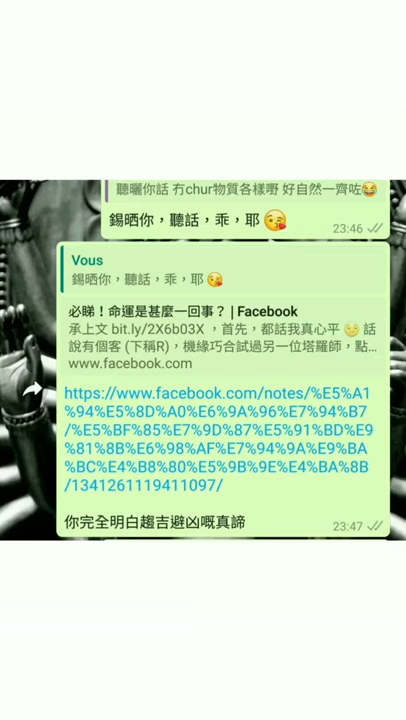 聽曬你話 冇chur物質各樣嘢 好自然一齊咗😂
錫晒你，聽話，乖，耶 😘
23:46
Vous
錫晒你，聽話，乖，耶 😘
必睇！命運是甚麼一回事？ | Facebook
承上文 bit.ly/2X6b03X ，首先，都話我真心平 😏 話
說有個客 (下稱R)，機緣巧合試過另一位塔羅師，點...
www.facebook.com
https://www.facebook.com/notes/%E5%A1
%94%E5%8D%A0%E6%9A%96%E7%94%B7
/%E5%BF%85%E7%9D%87%E5%91%BD%E9
%81%8B%E6%98%AF%E7%94%9A%E9%BA
%BC%E4%B8%80%E5%9B%9E%E4%BA%8B
/1341261119411097/
你完全明白趨吉避凶嘅真諦
23:47